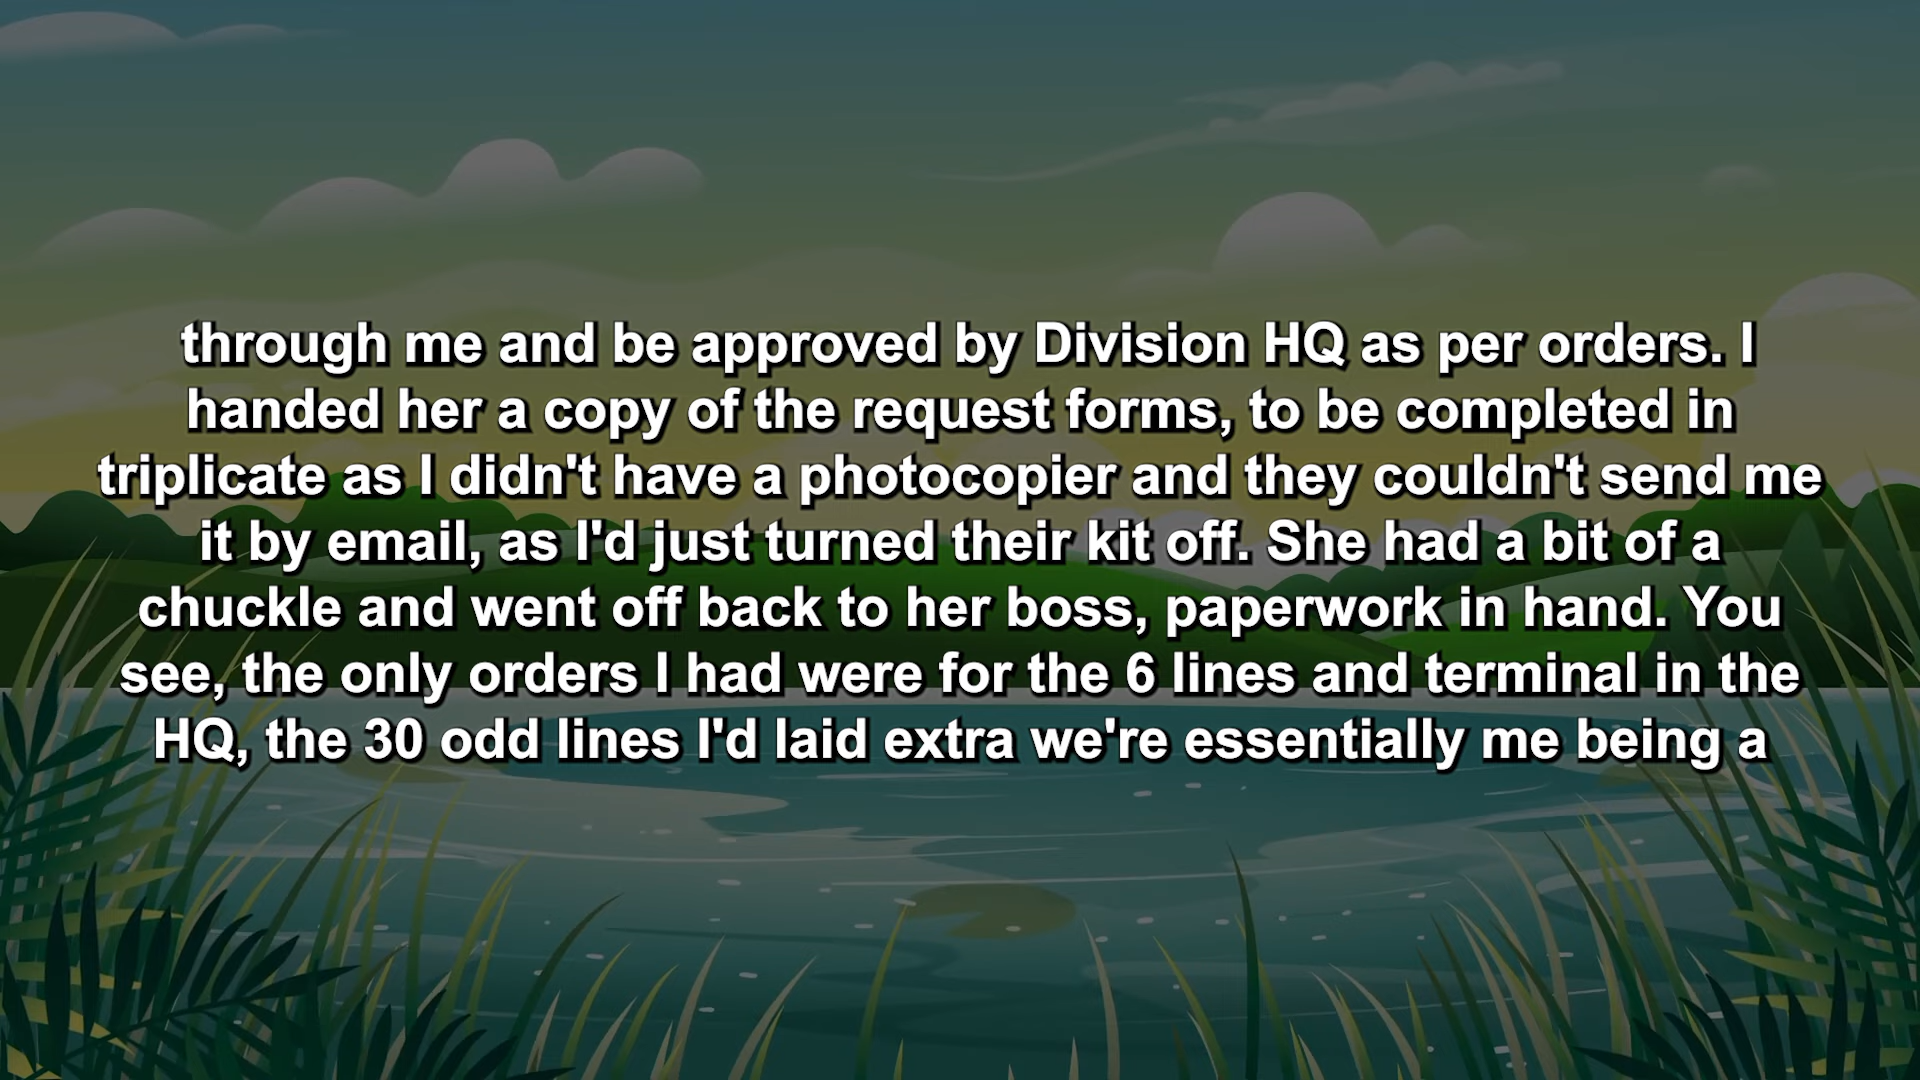 through me and be approved by Division HQ as per orders. I
handed her a copy of the request forms, to be completed in
triplicate as I didn't have a photocopier and they couldn't send me
it by email, as I'd just turned their kit off. She had a bit of a
chuckle and went off back to her boss, paperwork in hand. You
see, the only orders I had were for the 6 lines and terminal in the
HQ, the 30 odd lines I'd laid extra we're essentially me being a